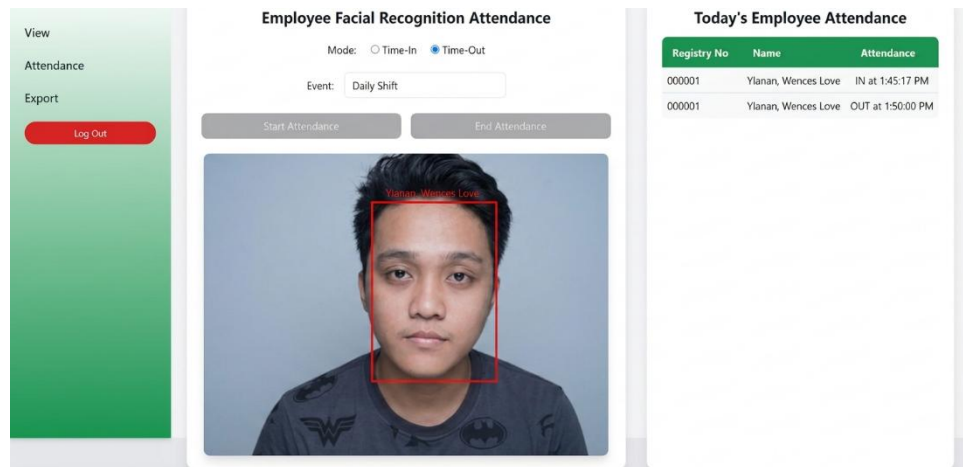 View
Attendance
Export
Log Out
Employee Facial Recognition Attendance
Mode: Time-In Time-Out
Event: Daily Shift
Start Attendance End Attendance
Ylanan, Wences Love
Today's Employee Attendance
Registry No Name Attendance
000001 Ylanan, Wences Love IN at 1:45:17 PM
000001 Ylanan, Wences Love OUT at 1:50:00 PM